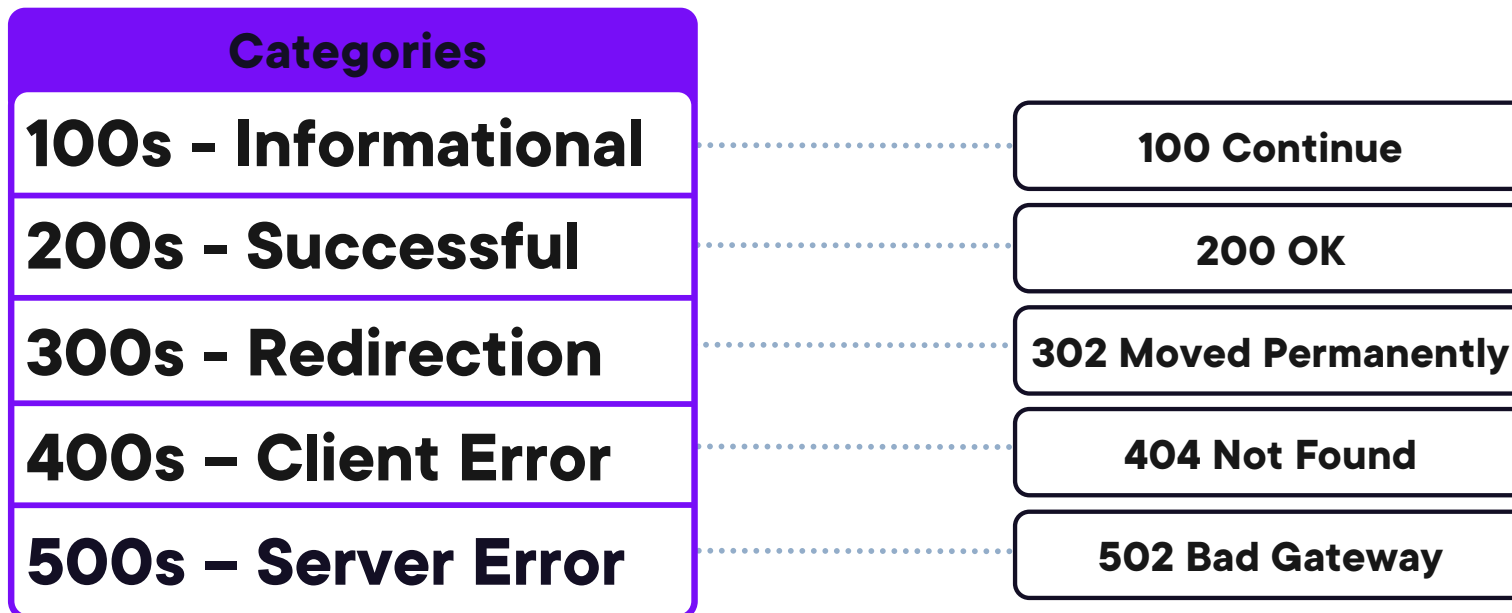 Categories
100s - Informational
100 Continue
200s - Successful
200 OK
300s - Redirection
302 Moved Permanently
400s – Client Error
404 Not Found
500s – Server Error
502 Bad Gateway